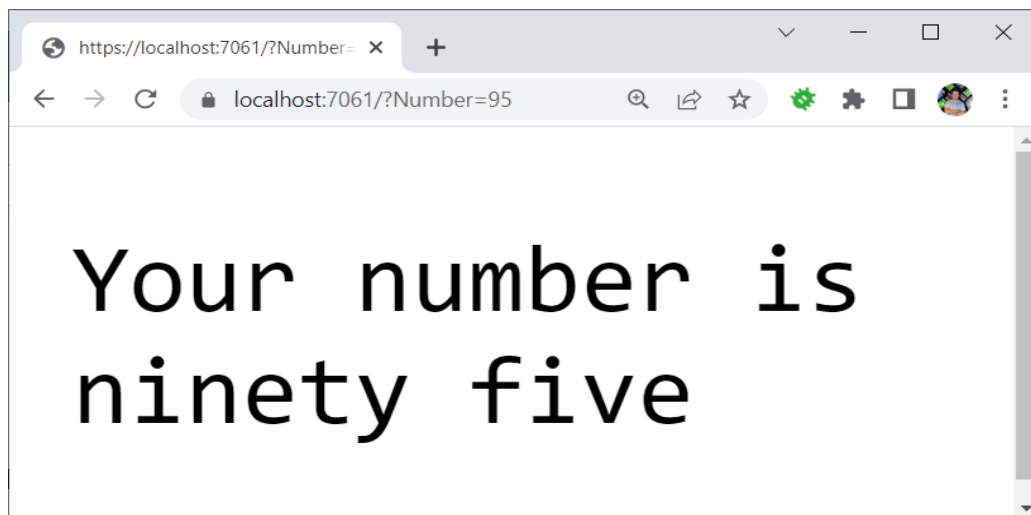 https://localhost:7061/?Number=
localhost:7061/?Number=95
Your number is
ninety five